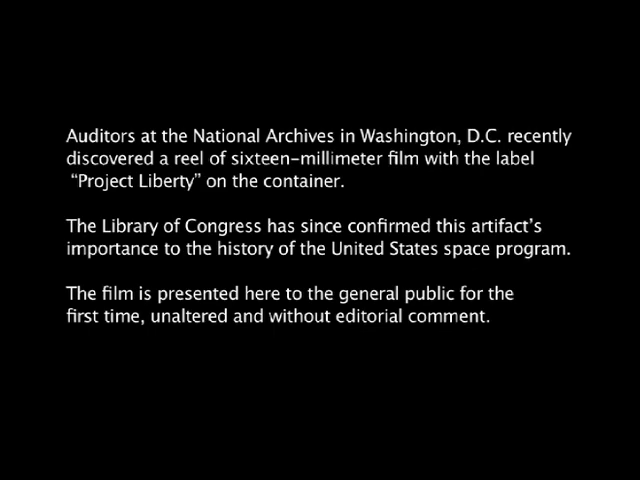 Auditors at the National Archives in Washington, D.C. recently
discovered a reel of sixteen-millimeter film with the label
“Project Liberty” on the container.
The Library of Congress has since confirmed this artifact’s
importance to the history of the United States space program.
The film is presented here to the general public for the
first time, unaltered and without editorial comment.